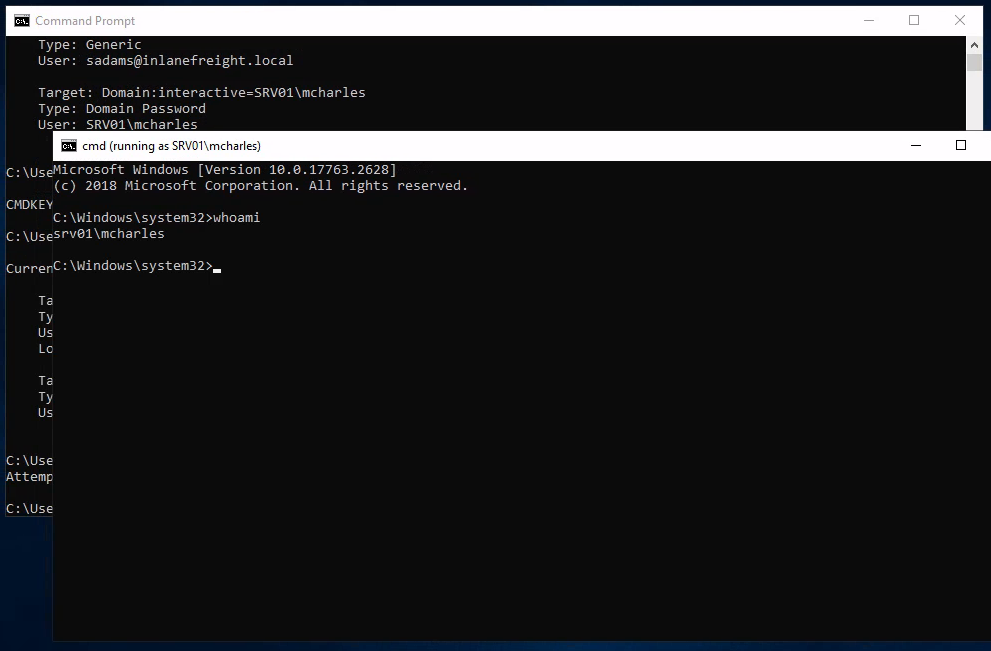 Command Prompt
Type: Generic
User: sadams@inlanefreight.local
Target: Domain:interactive=SRV01\mcharles
Type: Domain Password
User: SRV01\mcharles
cmd (running as SRV01\mcharles)
Microsoft Windows [Version 10.0.17763.2628]
(c) 2018 Microsoft Corporation. All rights reserved.
C:\Windows\system32>whoami
srv01\mcharles
C:\Windows\system32>
C:\Use
CMDKEY
C:\Use
Curren
Ta
Ty
Us
Lo
Ta
Ty
Us
C:\Use
Attemp
C:\Use